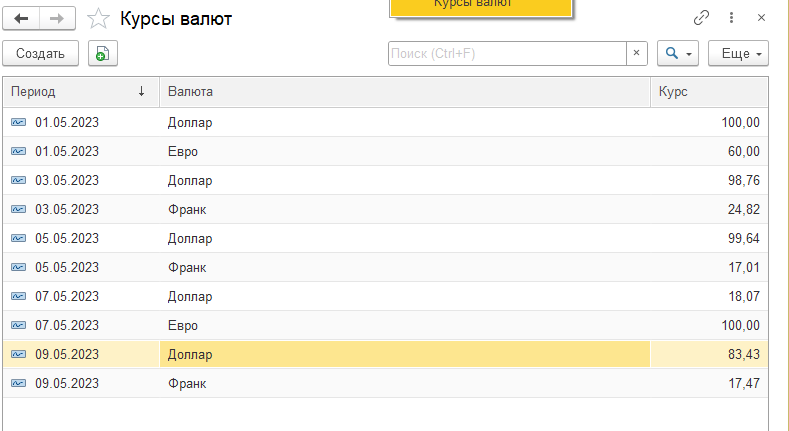 Курсы валют
Курсы валют
Создать
Поиск (Ctrl+F)
×
Еще
Период ↓ Валюта Курс
01.05.2023 Доллар 100,00
01.05.2023 Евро 60,00
03.05.2023 Доллар 98,76
03.05.2023 Франк 24,82
05.05.2023 Доллар 99,64
05.05.2023 Франк 17,01
07.05.2023 Доллар 18,07
07.05.2023 Евро 100,00
09.05.2023 Доллар 83,43
09.05.2023 Франк 17,47